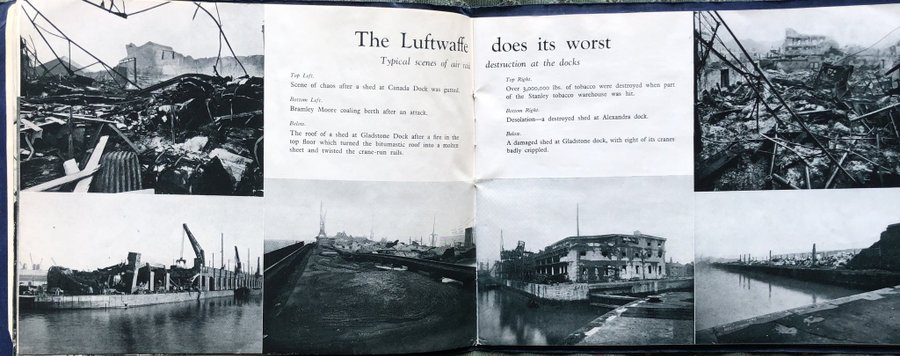 The Luftwaffe does its worst
Typical scenes of air raid destruction at the docks
Top Left.
Scene of chaos after a shed at Canada Dock was gutted.
Bottom Left.
Bramley Moore coaling berth after an attack.
Below.
The roof of a shed at Gladstone Dock after a fire in the
top floor which turned the bitumastic roof into a molten
sheet and twisted the crane-run rails.
Top Right.
Over 3,000,000 lbs. of tobacco were destroyed when part
of the Stanley tobacco warehouse was hit.
Bottom Right.
Desolation—a destroyed shed at Alexandra dock.
Below.
A damaged shed at Gladstone dock, with eight of its cranes
badly crippled.